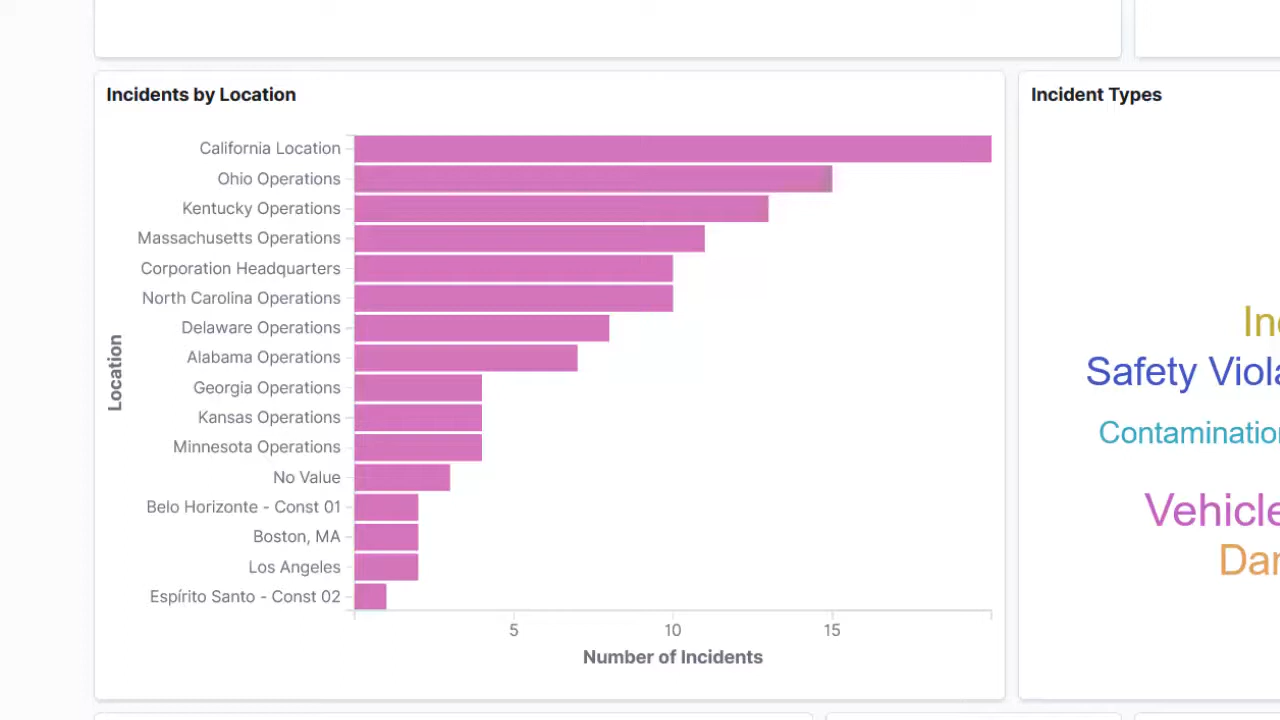 Incidents by Location
California Location
Ohio Operations
Kentucky Operations
Massachusetts Operations
Corporation Headquarters
North Carolina Operations
Delaware Operations
Alabama Operations
Georgia Operations
Kansas Operations
Minnesota Operations
No Value
Belo Horizonte - Const 01
Boston, MA
Los Angeles
Espírito Santo - Const 02
Location
5 10 15
Number of Incidents
Incident Types
Safety
Vehicle